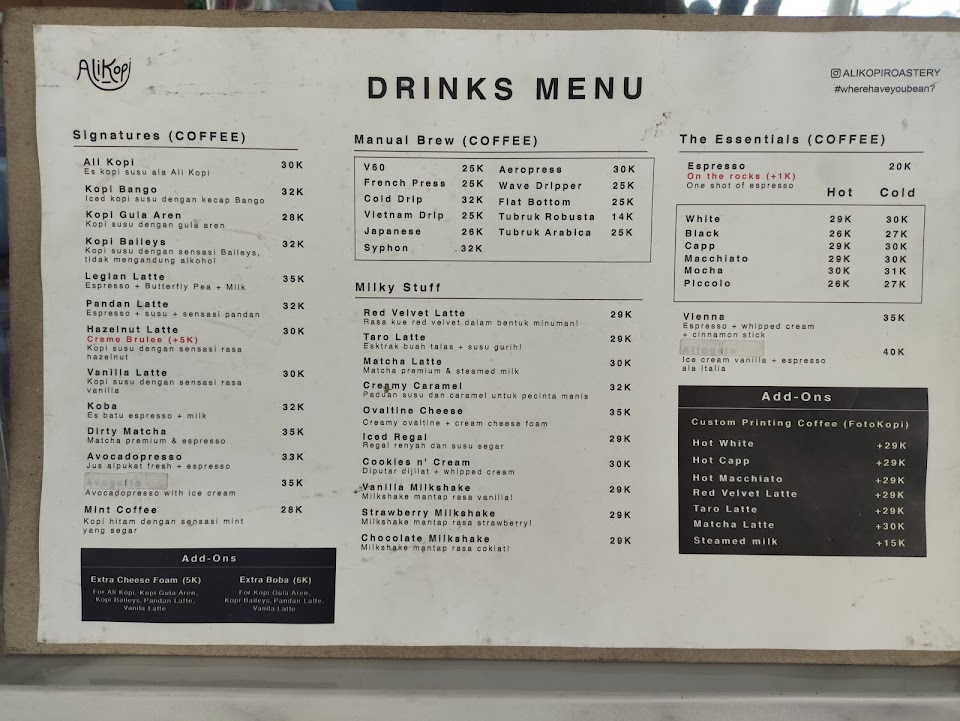 AliKopi
DRINKS MENU
ALIKOPIROASTERY
#wherehaveyoubean?
Signatures (COFFEE)
Ali Kopi 30K
Es kopi susu ala Ali Kopi
Kopi Bango 32K
Iced kopi susu dengan kecap Bango
Kopi Gula Aren 28K
Kopi susu dengan gula aren
Kopi Baileys 32K
Kopi susu dengan sensasi Baileys,
tidak mengandung alkohol
Legian Latte 35K
Espresso + Butterfly Pea + Milk
Pandan Latte 32K
Espresso + susu + sensasi pandan
Hazelnut Latte 30K
Creme Brulee (+5K)
Kopi susu dengan sensasi rasa
hazelnut
Vanilla Latte 30K
Kopi susu dengan sensasi rasa
vanilla
Koba 32K
Es batu espresso + milk
Dirty Matcha 35K
Matcha premium & espresso
Avocadopresso 33K
Jus alpukat fresh + espresso
35K
Avocadopresso with ice cream
Mint Coffee 28K
Kopi hitam dengan sensasi mint
yang segar
Add-Ons
Extra Cheese Foam (5K)
For Ali Kopi, Kopi Gula Aren,
Kopi Baileys, Pandan Latte,
Vanila Latte
Extra Boba (6K)
For Kopi Gula Aren,
Kopi Baileys, Pandan Latte,
Vanila Latte
Manual Brew (COFFEE)
V60 25K
French Press 25K
Cold Drip 32K
Vietnam Drip 25K
Japanese 26K
Syphon 32K
Aeropress 30K
Wave Dripper 25K
Flat Bottom 25K
Tubruk Robusta 14K
Tubruk Arabica 25K
Milky Stuff
Red Velvet Latte 29K
Rasa kue red velvet dalam bentuk minuman!
Taro Latte 29K
Esktrak buah talas + susu gurih!
Matcha Latte 30K
Matcha premium & steamed milk
Creamy Caramel 32K
Paduan susu dan caramel untuk pecinta manis
Ovaltine Cheese 35K
Creamy ovaltine + cream cheese foam
Iced Regal 29K
Regal renyah dan susu segar
Cookies n' Cream 30K
Diputar dijilat + whipped cream
Vanilla Milkshake 29K
Milkshake mantap rasa vanilla!
Strawberry Milkshake 29K
Milkshake mantap rasa strawberry!
Chocolate Milkshake 29K
Milkshake mantap rasa coklat!
The Essentials (COFFEE)
Espresso 20K
On the rocks (+1K)
One shot of espresso
Hot Cold
White 29K 30K
Black 26K 27K
Capp 29K 30K
Macchiato 29K 30K
Mocha 30K 31K
Piccolo 26K 27K
Vienna 35K
Espresso + whipped cream
+ cinnamon stick
Affogato 40K
Ice cream vanilla + espresso
ala Italia
Add-Ons
Custom Printing Coffee (FotoKopi)
Hot White +29K
Hot Capp +29K
Hot Macchiato +29K
Red Velvet Latte +29K
Taro Latte +29K
Matcha Latte +30K
Steamed milk +15K